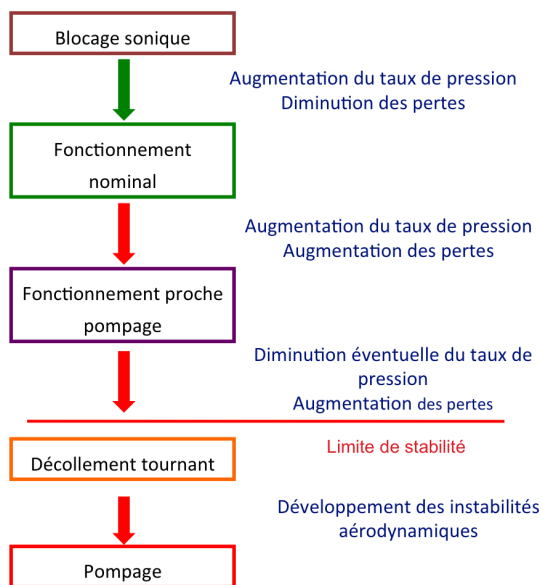 Blocage sonique
Augmentation du taux de pression
Diminution des pertes
Fonctionnement
nominal
Augmentation du taux de pression
Augmentation des pertes
Fonctionnement proche
pompage
Diminution éventuelle du taux de
pression
Augmentation des pertes
Limite de stabilité
Décollement tournant
Développement des instabilités
aérodynamiques
Pompage